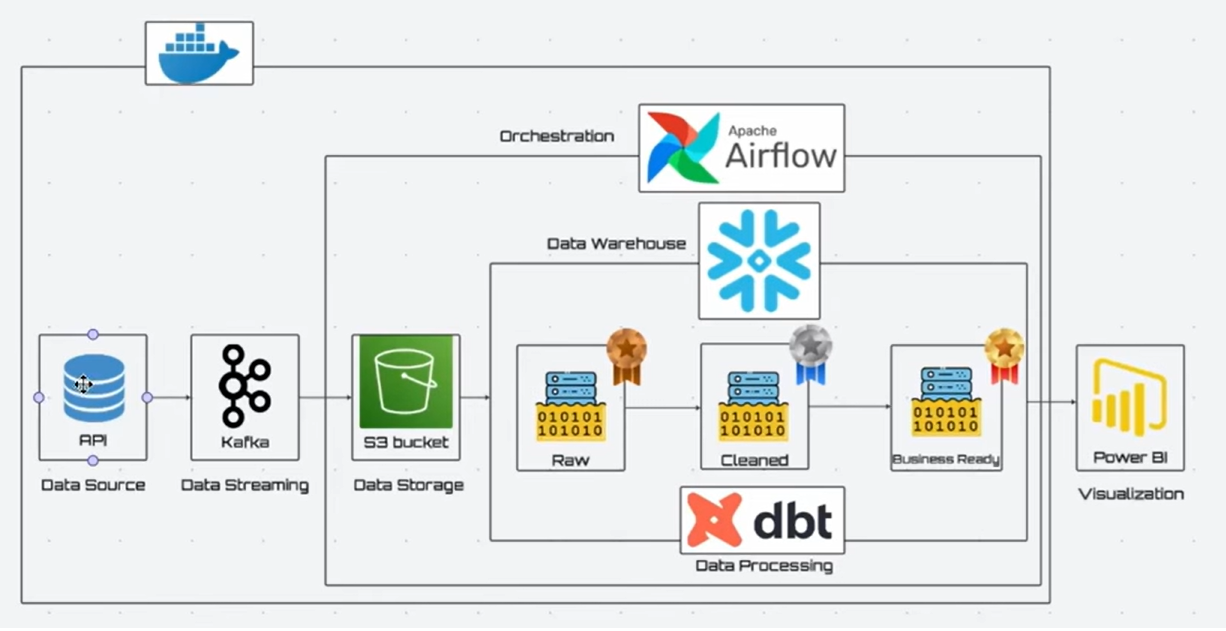 Orchestration
Apache
Airflow
Data Warehouse
API
Data Source
Kafka
Data Streaming
S3 bucket
Data Storage
010101
101010
Raw
010101
101010
Cleaned
010101
101010
Business Ready
Power BI
Visualization
dbt
Data Processing